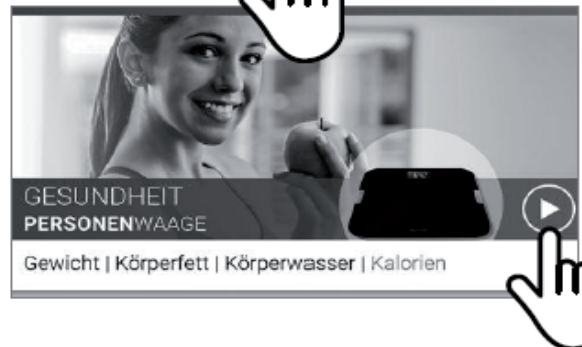 GESUNDHEIT
PERSONENWAAGE
Gewicht | Körperfett | Körperwasser | Kalorien